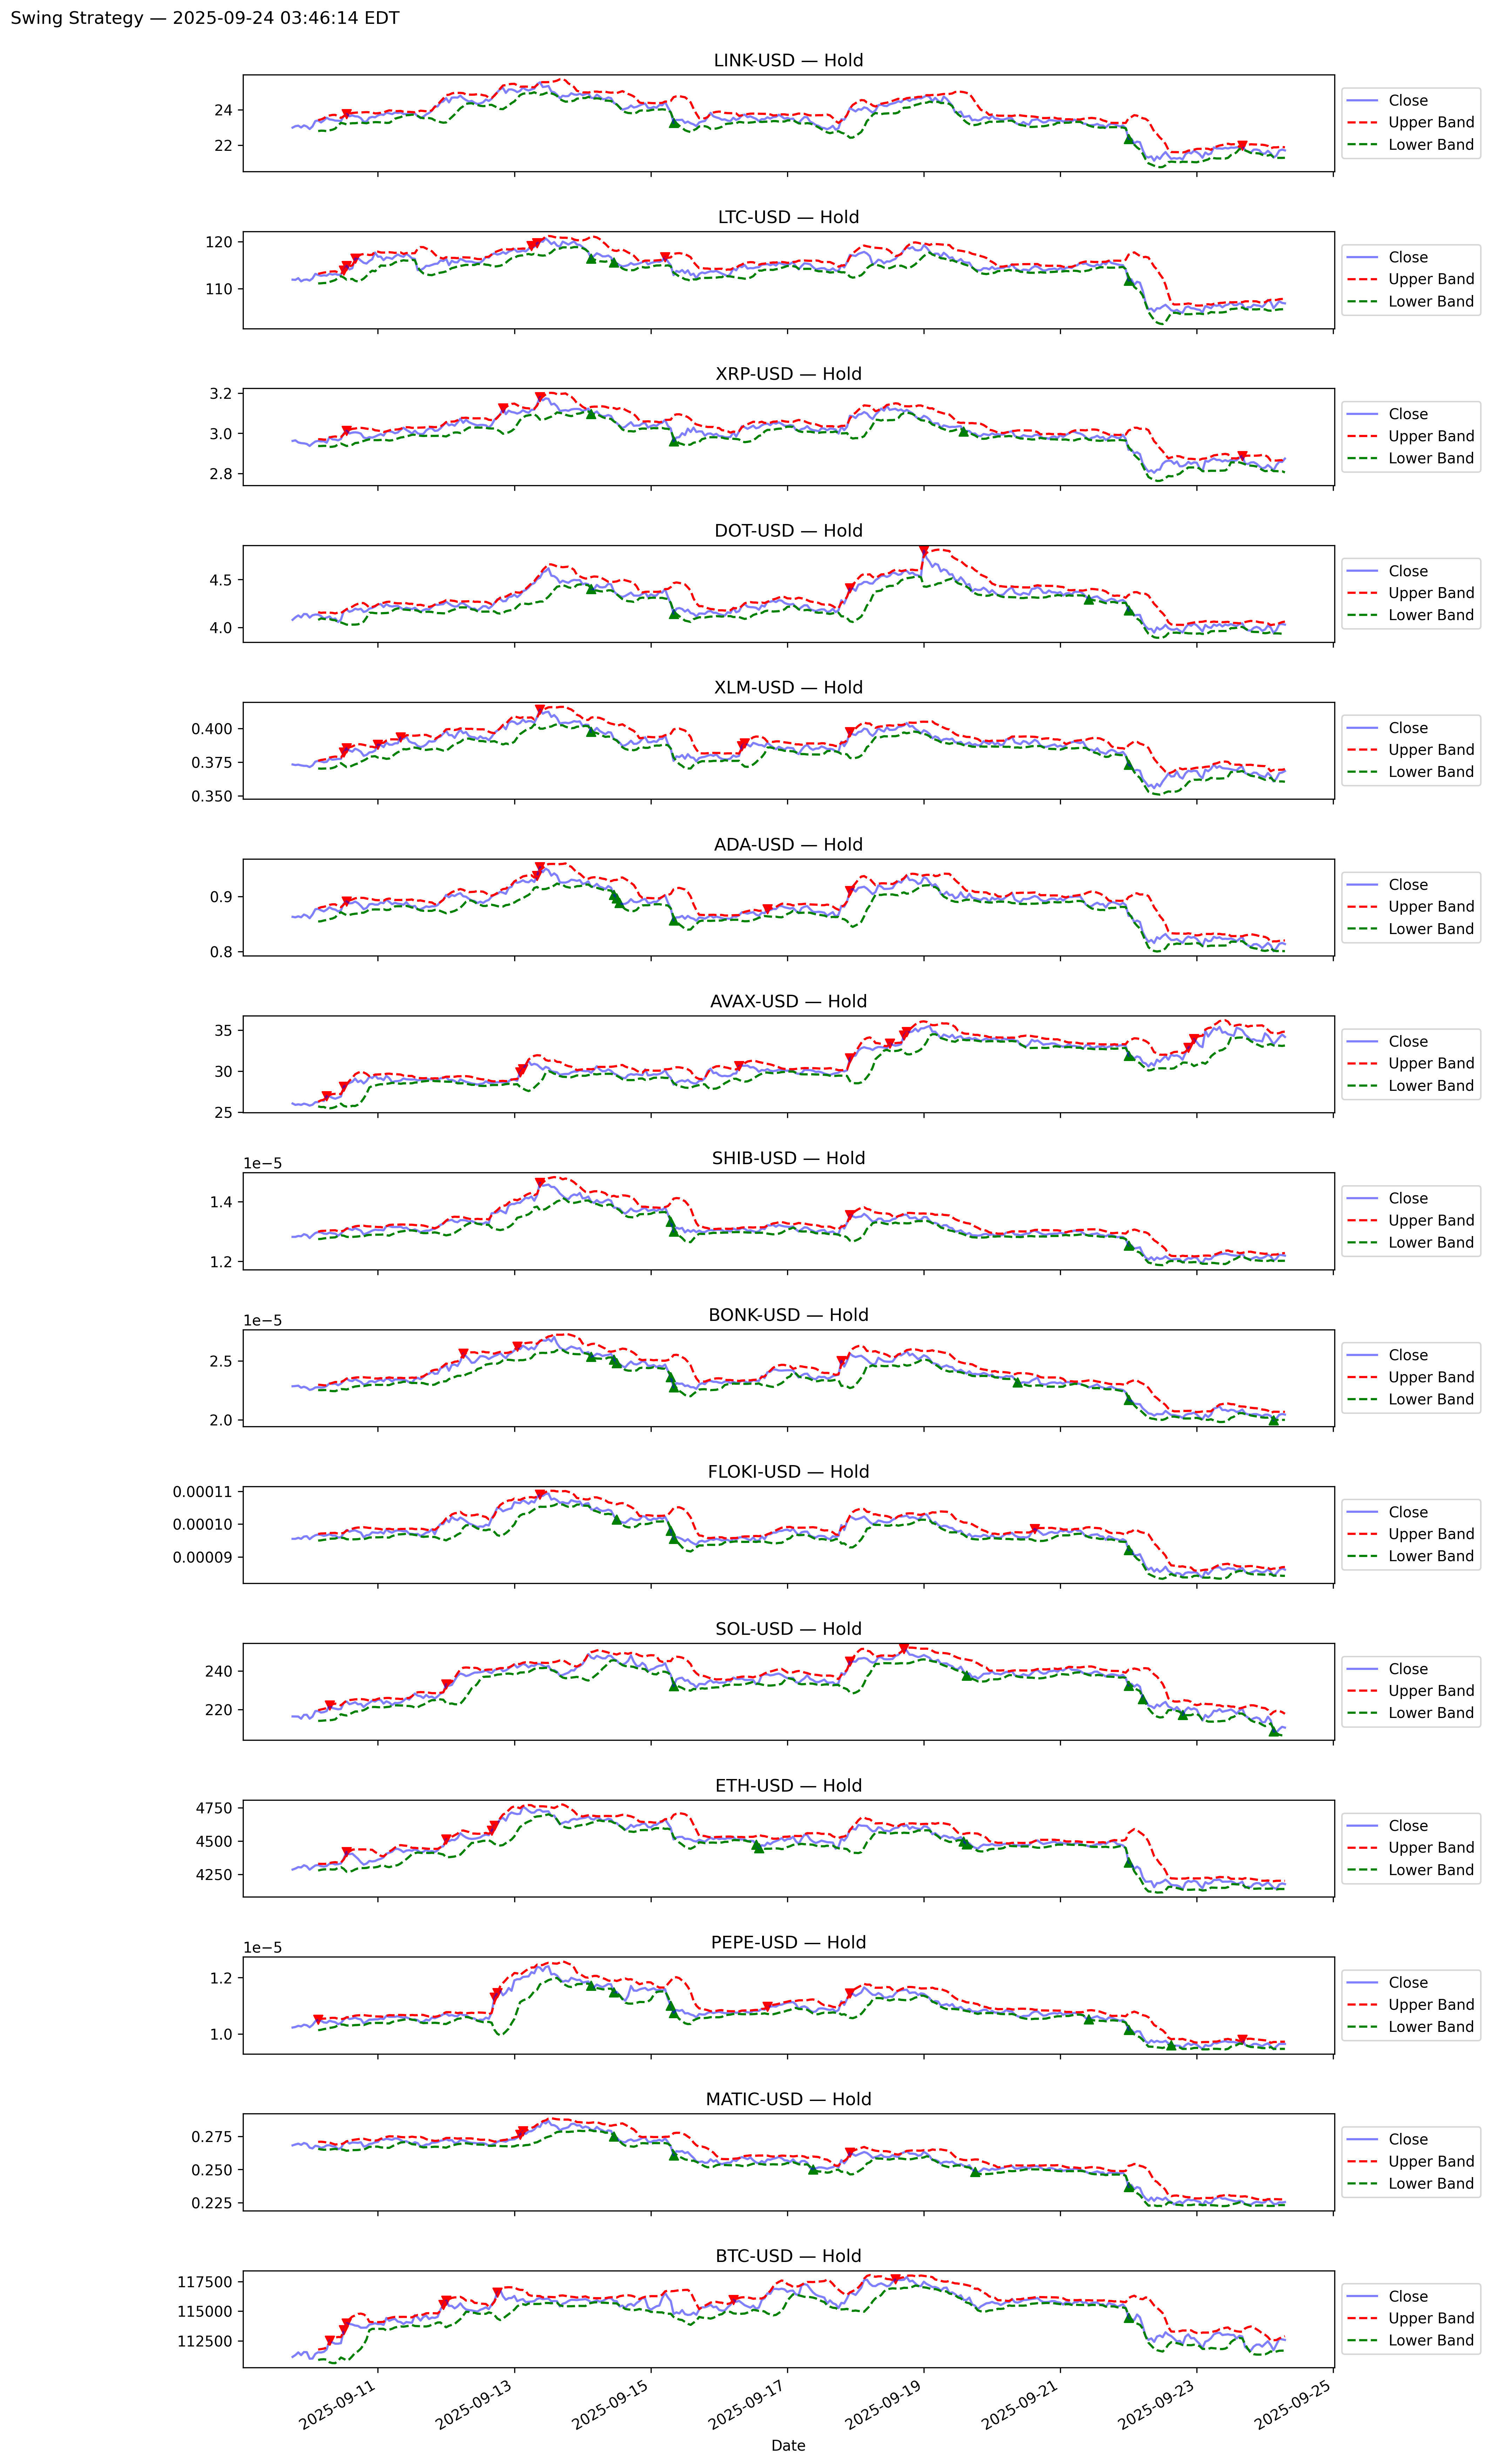 Swing Strategy — 2025-09-24 03:46:14 EDT
LINK-USD — Hold
24
22
Close
Upper Band
Lower Band
LTC-USD — Hold
120
110
Close
Upper Band
Lower Band
XRP-USD — Hold
3.2
3.0
2.8
Close
Upper Band
Lower Band
DOT-USD — Hold
4.5
4.0
Close
Upper Band
Lower Band
XLM-USD — Hold
0.400
0.375
0.350
Close
Upper Band
Lower Band
ADA-USD — Hold
0.9
0.8
Close
Upper Band
Lower Band
AVAX-USD — Hold
35
30
25
Close
Upper Band
Lower Band
SHIB-USD — Hold
1e−5
1.4
1.2
Close
Upper Band
Lower Band
BONK-USD — Hold
1e−5
2.5
2.0
Close
Upper Band
Lower Band
FLOKI-USD — Hold
0.00011
0.00010
0.00009
Close
Upper Band
Lower Band
SOL-USD — Hold
240
220
Close
Upper Band
Lower Band
ETH-USD — Hold
4750
4500
4250
Close
Upper Band
Lower Band
PEPE-USD — Hold
1e−5
1.2
1.0
Close
Upper Band
Lower Band
MATIC-USD — Hold
0.275
0.250
0.225
Close
Upper Band
Lower Band
BTC-USD — Hold
117500
115000
112500
Close
Upper Band
Lower Band
2025-09-11
2025-09-13
2025-09-15
2025-09-17
2025-09-19
2025-09-21
2025-09-23
2025-09-25
Date